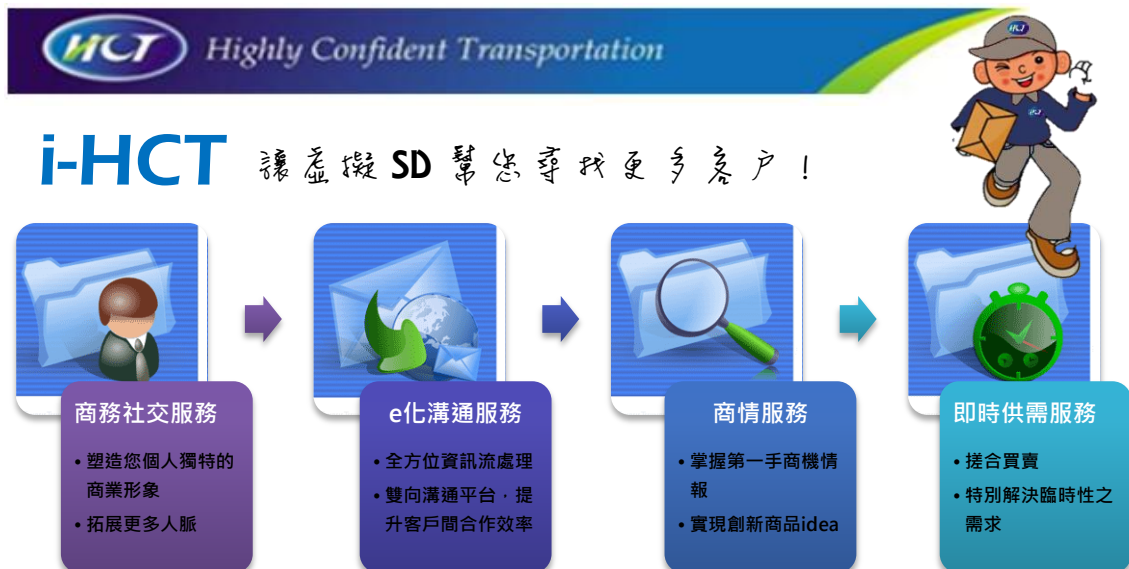 HCT Highly Confident Transportation
HCT
i-HCT 讓虛擬SD幫您尋找更多客戶！
商務社交服務
• 塑造您個人獨特的
商業形象
• 拓展更多人脈
e化溝通服務
• 全方位資訊流處理
• 雙向溝通平台，提
升客戶間合作效率
商情服務
• 掌握第一手商機情
報
• 實現創新商品idea
即時供需服務
• 搓合買賣
• 特別解決臨時性之
需求